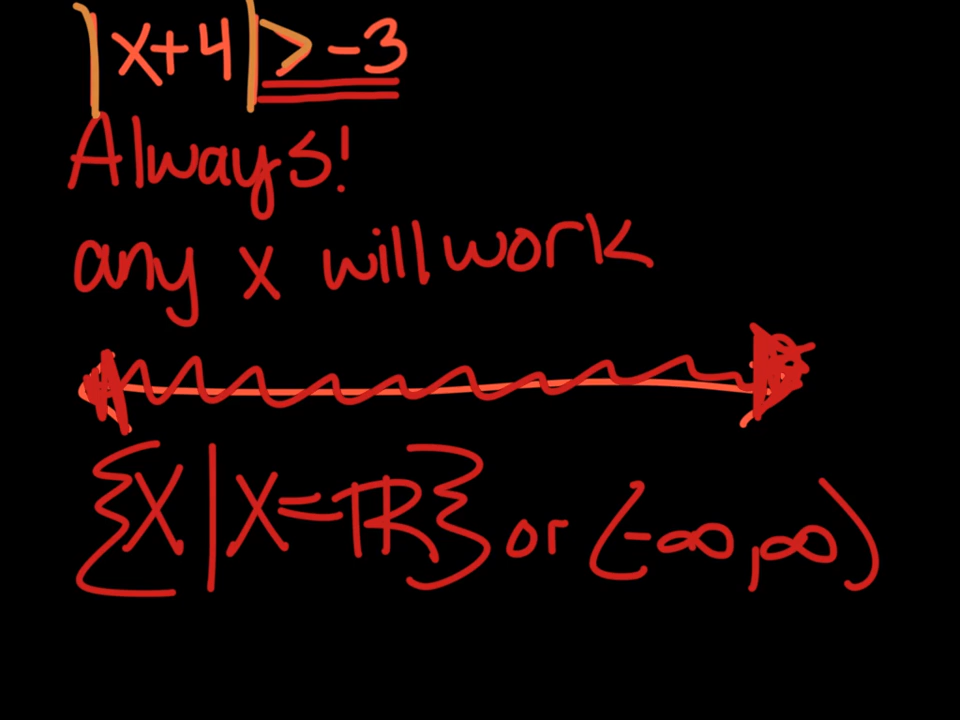 |x+4|>-3
Always!
any x will work
{X|X=ℝ} or (-∞,∞)